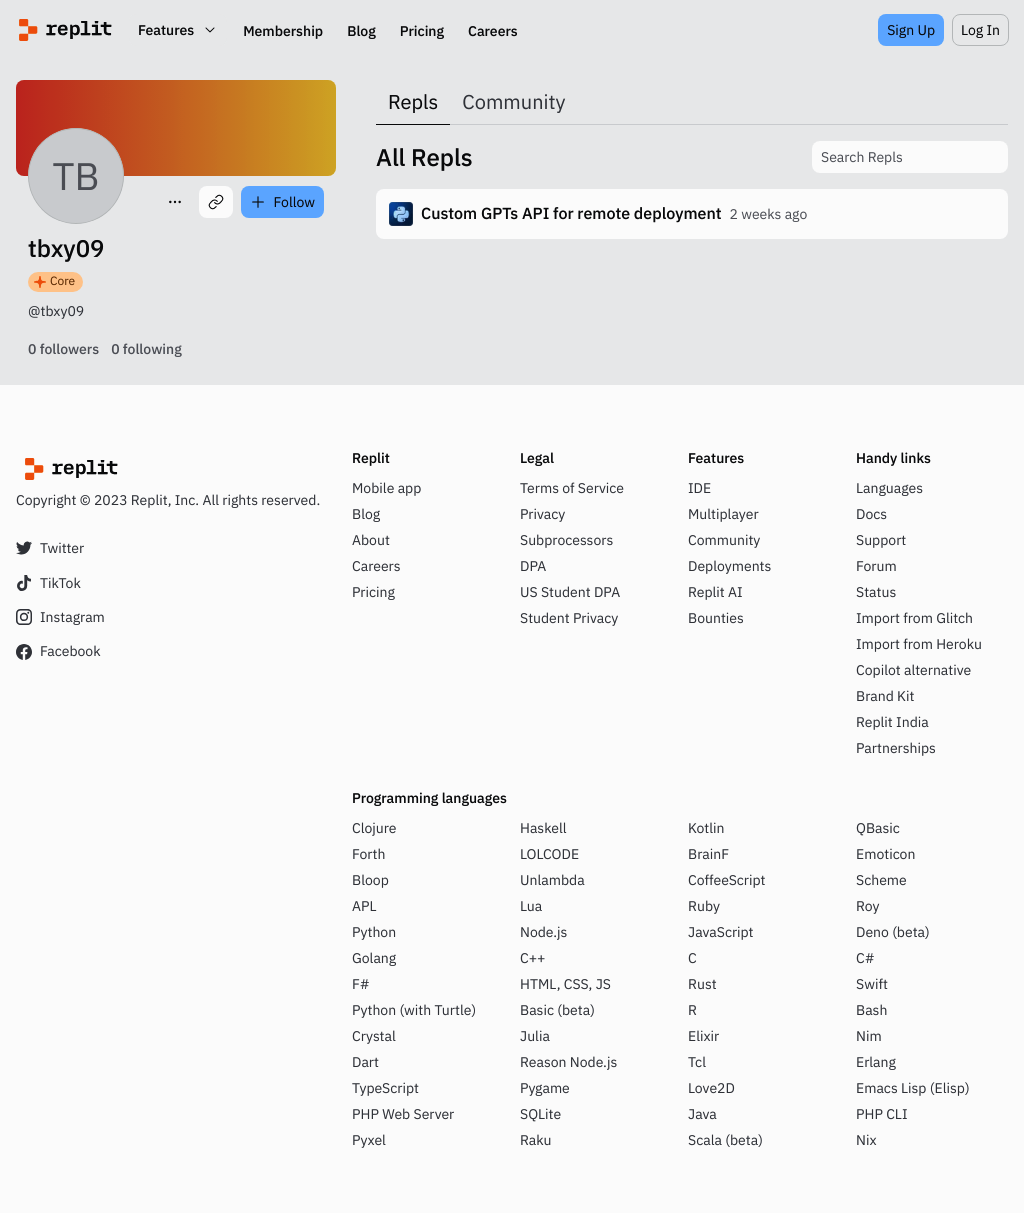 replit
Features
Membership
Blog
Pricing
Careers
Sign Up
Log In
TB
Follow
tbxy09
Core
@tbxy09
0 followers 0 following
Repls
Community
All Repls
Search Repls
Custom GPTs API for remote deployment 2 weeks ago
replit
Copyright © 2023 Replit, Inc. All rights reserved.
Twitter
TikTok
Instagram
Facebook
Replit
Mobile app
Blog
About
Careers
Pricing
Legal
Terms of Service
Privacy
Subprocessors
DPA
US Student DPA
Student Privacy
Features
IDE
Multiplayer
Community
Deployments
Replit AI
Bounties
Handy links
Languages
Docs
Support
Forum
Status
Import from Glitch
Import from Heroku
Copilot alternative
Brand Kit
Replit India
Partnerships
Programming languages
Clojure
Haskell
Kotlin
QBasic
Forth
LOLCODE
BrainF
Emoticon
Bloop
Unlambda
CoffeeScript
Scheme
APL
Lua
Ruby
Roy
Python
Node.js
JavaScript
Deno (beta)
Golang
C++
C
C#
F#
HTML, CSS, JS
Rust
Swift
Python (with Turtle)
Basic (beta)
R
Bash
Crystal
Julia
Elixir
Nim
Dart
Reason Node.js
Tcl
Erlang
TypeScript
Pygame
Love2D
Emacs Lisp (Elisp)
PHP Web Server
SQLite
Java
PHP CLI
Pyxel
Raku
Scala (beta)
Nix